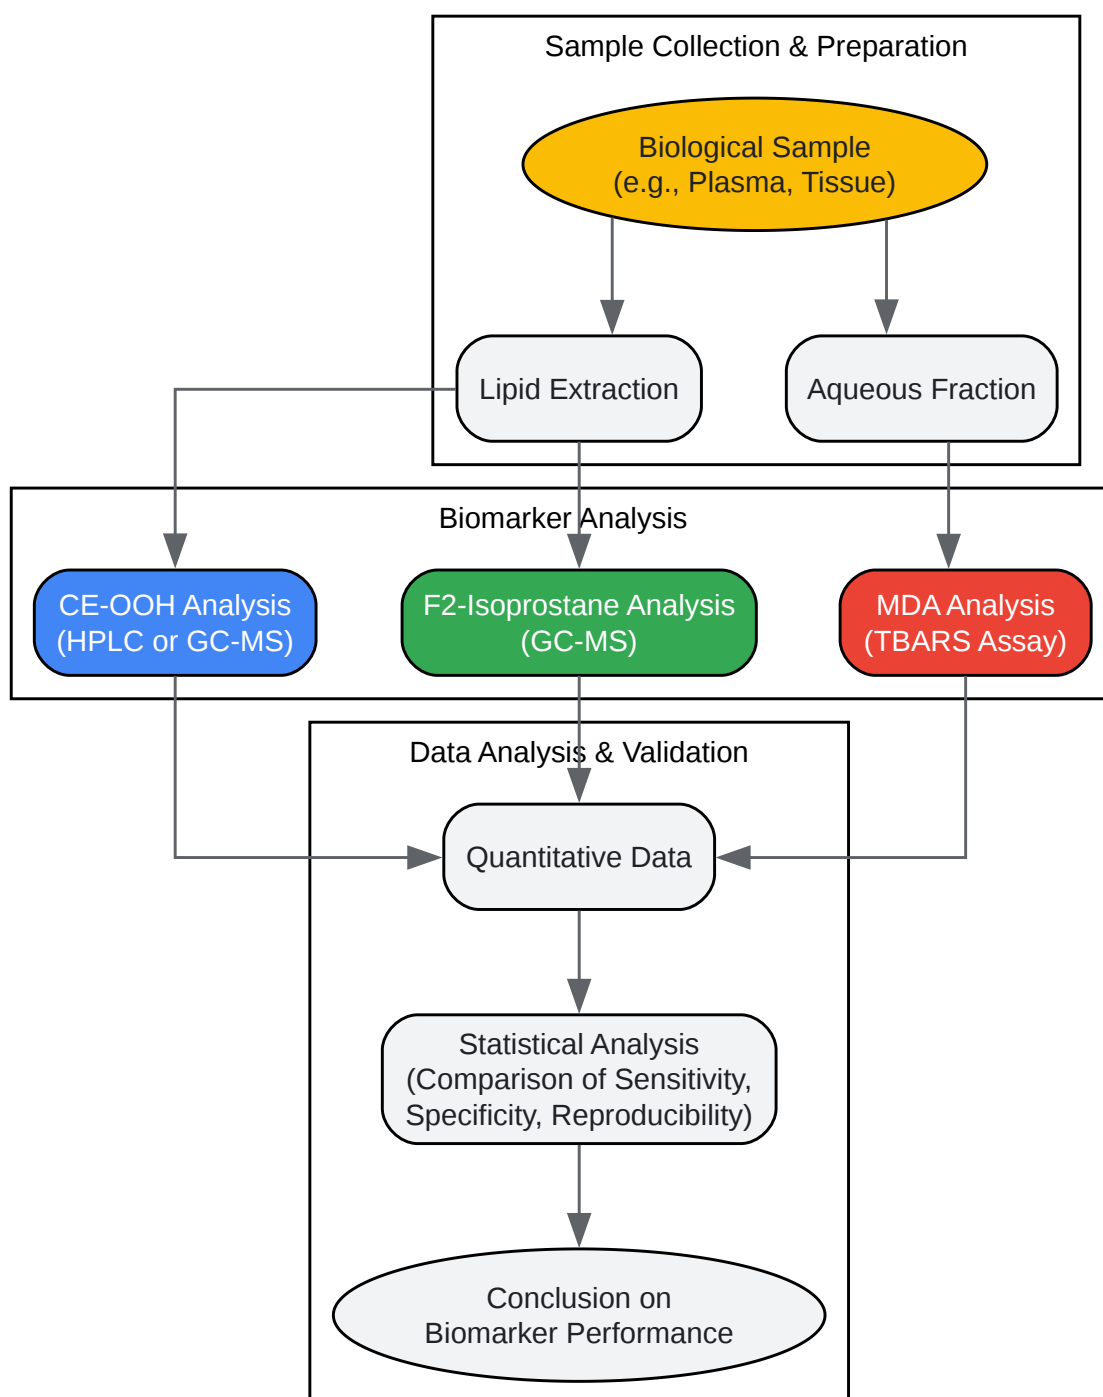 Sample Collection & Preparation
Biological Sample
(e.g., Plasma, Tissue)
Lipid Extraction
Aqueous Fraction
Biomarker Analysis
CE-OOH Analysis
(HPLC or GC-MS)
F2-Isoprostane Analysis
(GC-MS)
MDA Analysis
(TBARS Assay)
Data Analysis & Validation
Quantitative Data
Statistical Analysis
(Comparison of Sensitivity,
Specificity, Reproducibility)
Conclusion on
Biomarker Performance